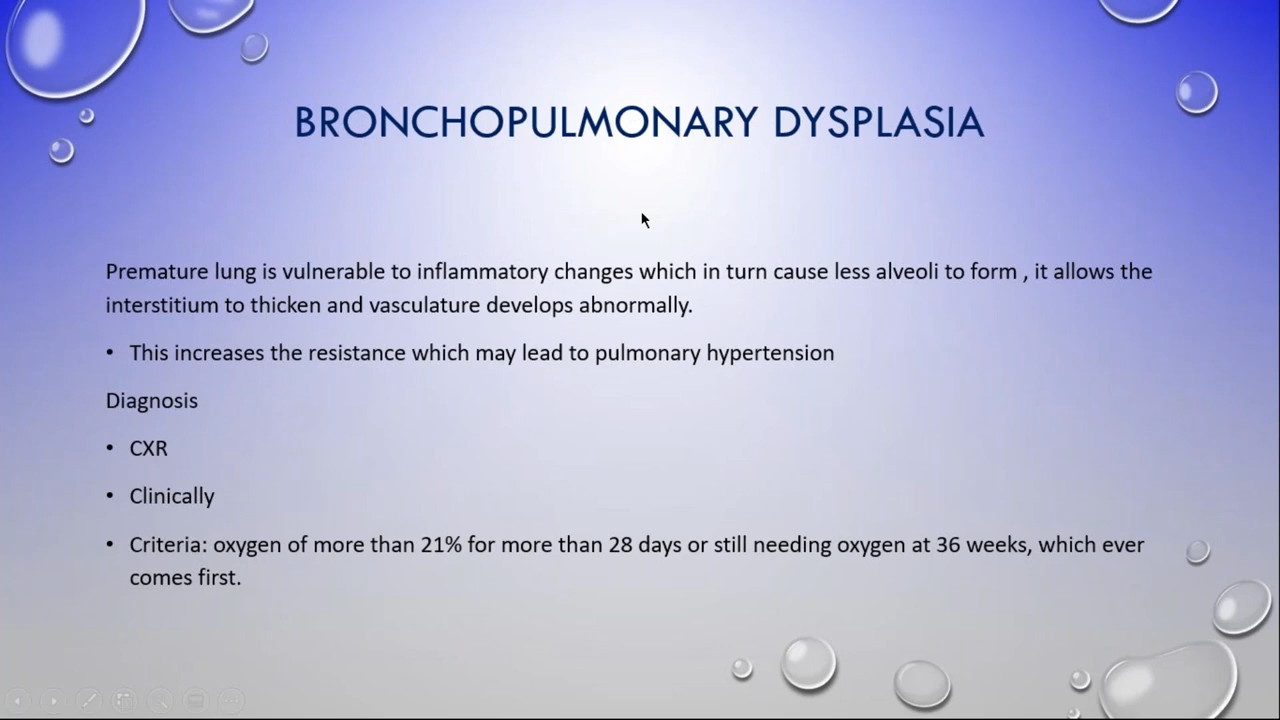 BRONCHOPULMONARY DYSPLASIA
Premature lung is vulnerable to inflammatory changes which in turn cause less alveoli to form , it allows the
interstitium to thicken and vasculature develops abnormally.
• This increases the resistance which may lead to pulmonary hypertension
Diagnosis
• CXR
• Clinically
• Criteria: oxygen of more than 21% for more than 28 days or still needing oxygen at 36 weeks, which ever
comes first.